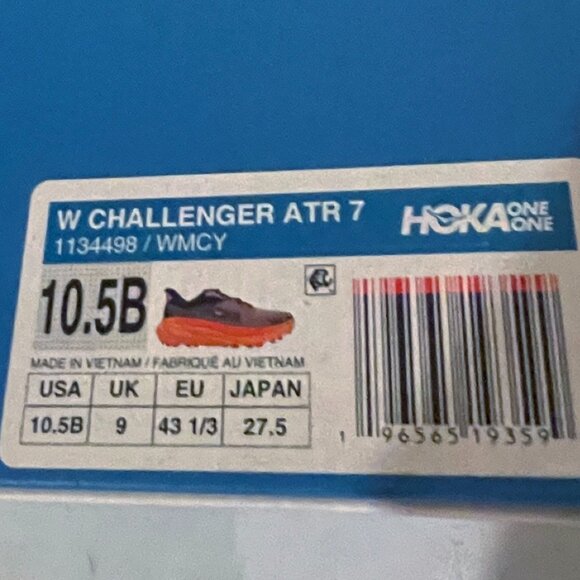 W CHALLENGER ATR 7
1134498 / WMCY
HOKA ONE ONE
10.5B
MADE IN VIETNAM / FABRIQUÉ AU VIETNAM
USA UK EU JAPAN
10.5B 9 43 1/3 27.5
1 96565 19359